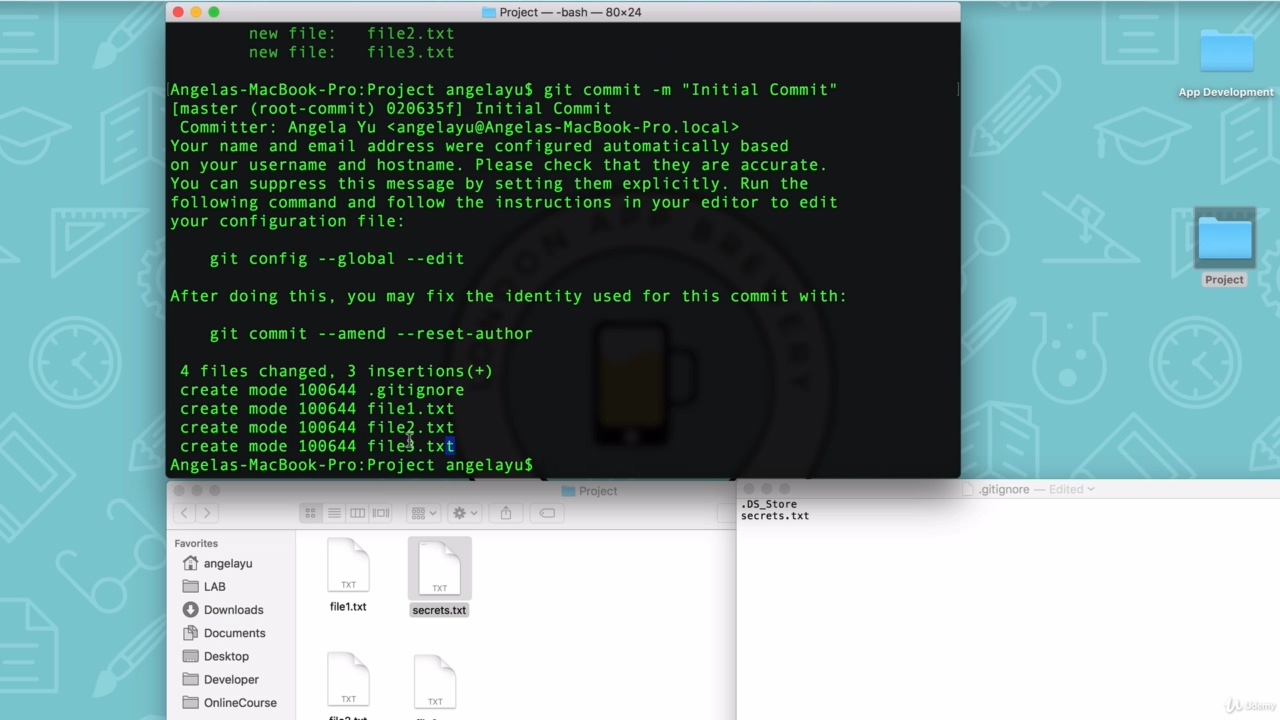 Project — -bash — 80×24
new file:   file2.txt
new file:   file3.txt
[Angelas-MacBook-Pro:Project angelayu$ git commit -m "Initial Commit"          ]
[master (root-commit) 020635f] Initial Commit
Committer: Angela Yu <angelayu@Angelas-MacBook-Pro.local>
Your name and email address were configured automatically based
on your username and hostname. Please check that they are accurate.
You can suppress this message by setting them explicitly. Run the
following command and follow the instructions in your editor to edit
your configuration file:
git config --global --edit
After doing this, you may fix the identity used for this commit with:
git commit --amend --reset-author
4 files changed, 3 insertions(+)
create mode 100644 .gitignore
create mode 100644 file1.txt
create mode 100644 file2.txt
create mode 100644 file3.txt
Angelas-MacBook-Pro:Project angelayu$
LONDON APP BREWERY
App Development
Project
Project
Favorites
angelayu
LAB
Downloads
Documents
Desktop
Developer
OnlineCourse
TXT
file1.txt
TXT
secrets.txt
TXT
TXT
.gitignore — Edited
.DS_Store
secrets.txt
Udemy